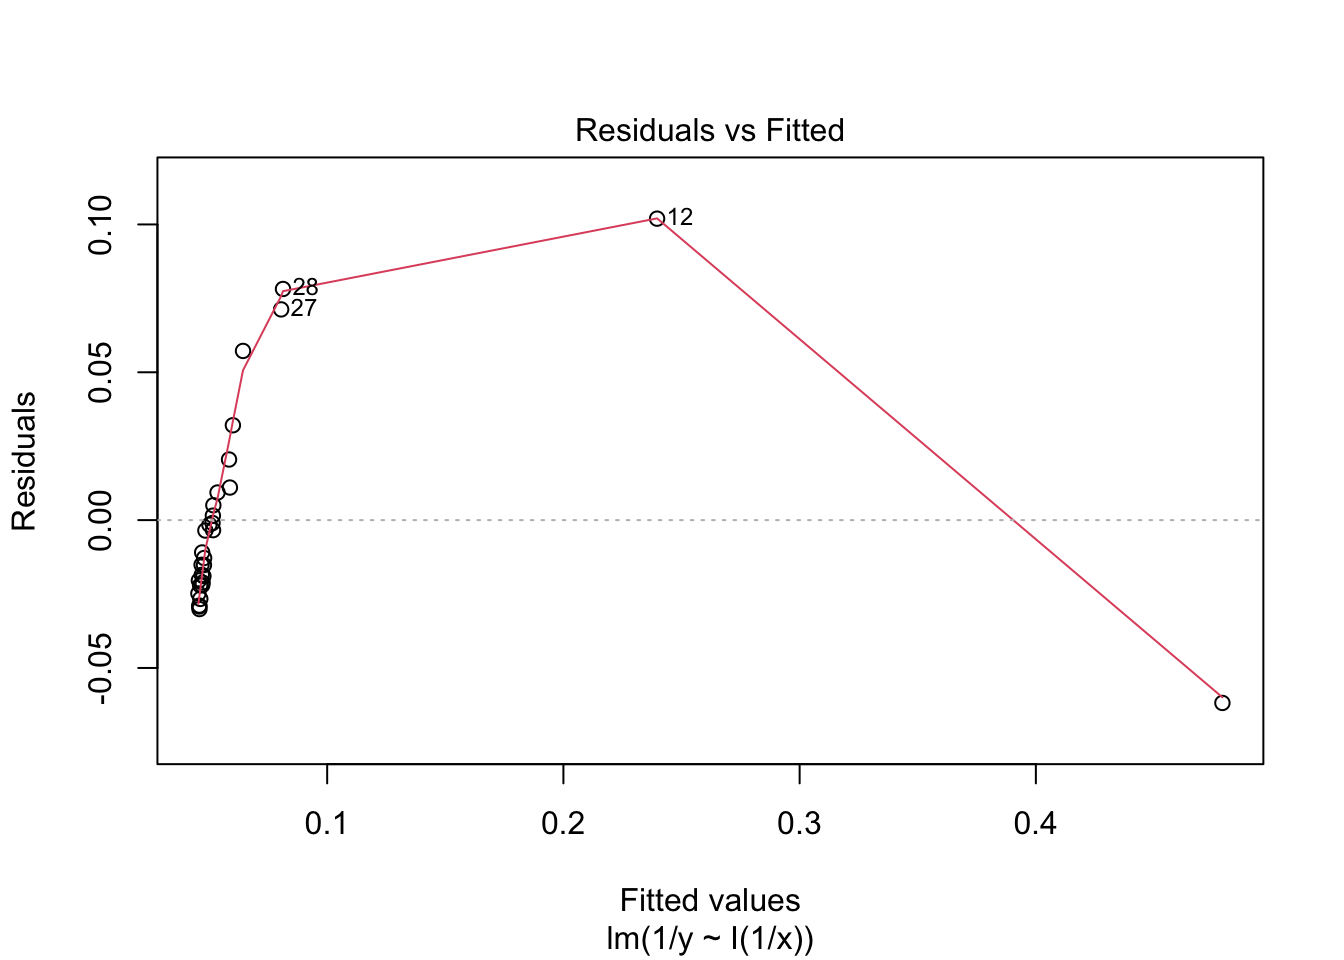 Residuals vs Fitted
Residuals
0.10
0.05
0.00
-0.05
12
28
27
0.1 0.2 0.3 0.4
Fitted values
lm(1/y ~ I(1/x))